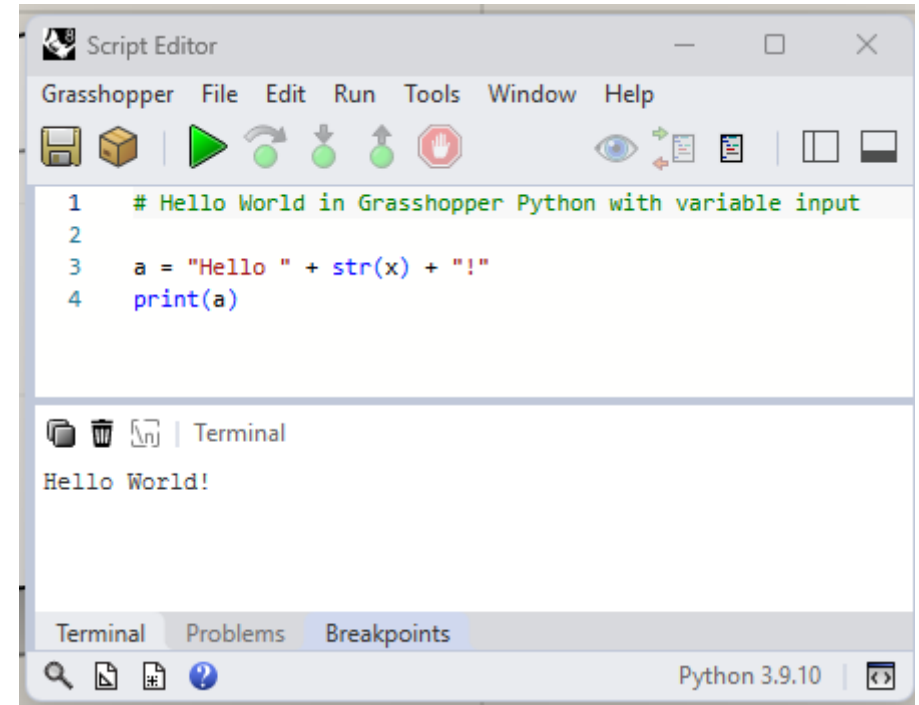 Script Editor
Grasshopper File Edit Run Tools Window Help
1 # Hello World in Grasshopper Python with variable input
2
3 a = "Hello " + str(x) + "!"
4 print(a)
Terminal
Hello World!
Terminal Problems Breakpoints
Python 3.9.10